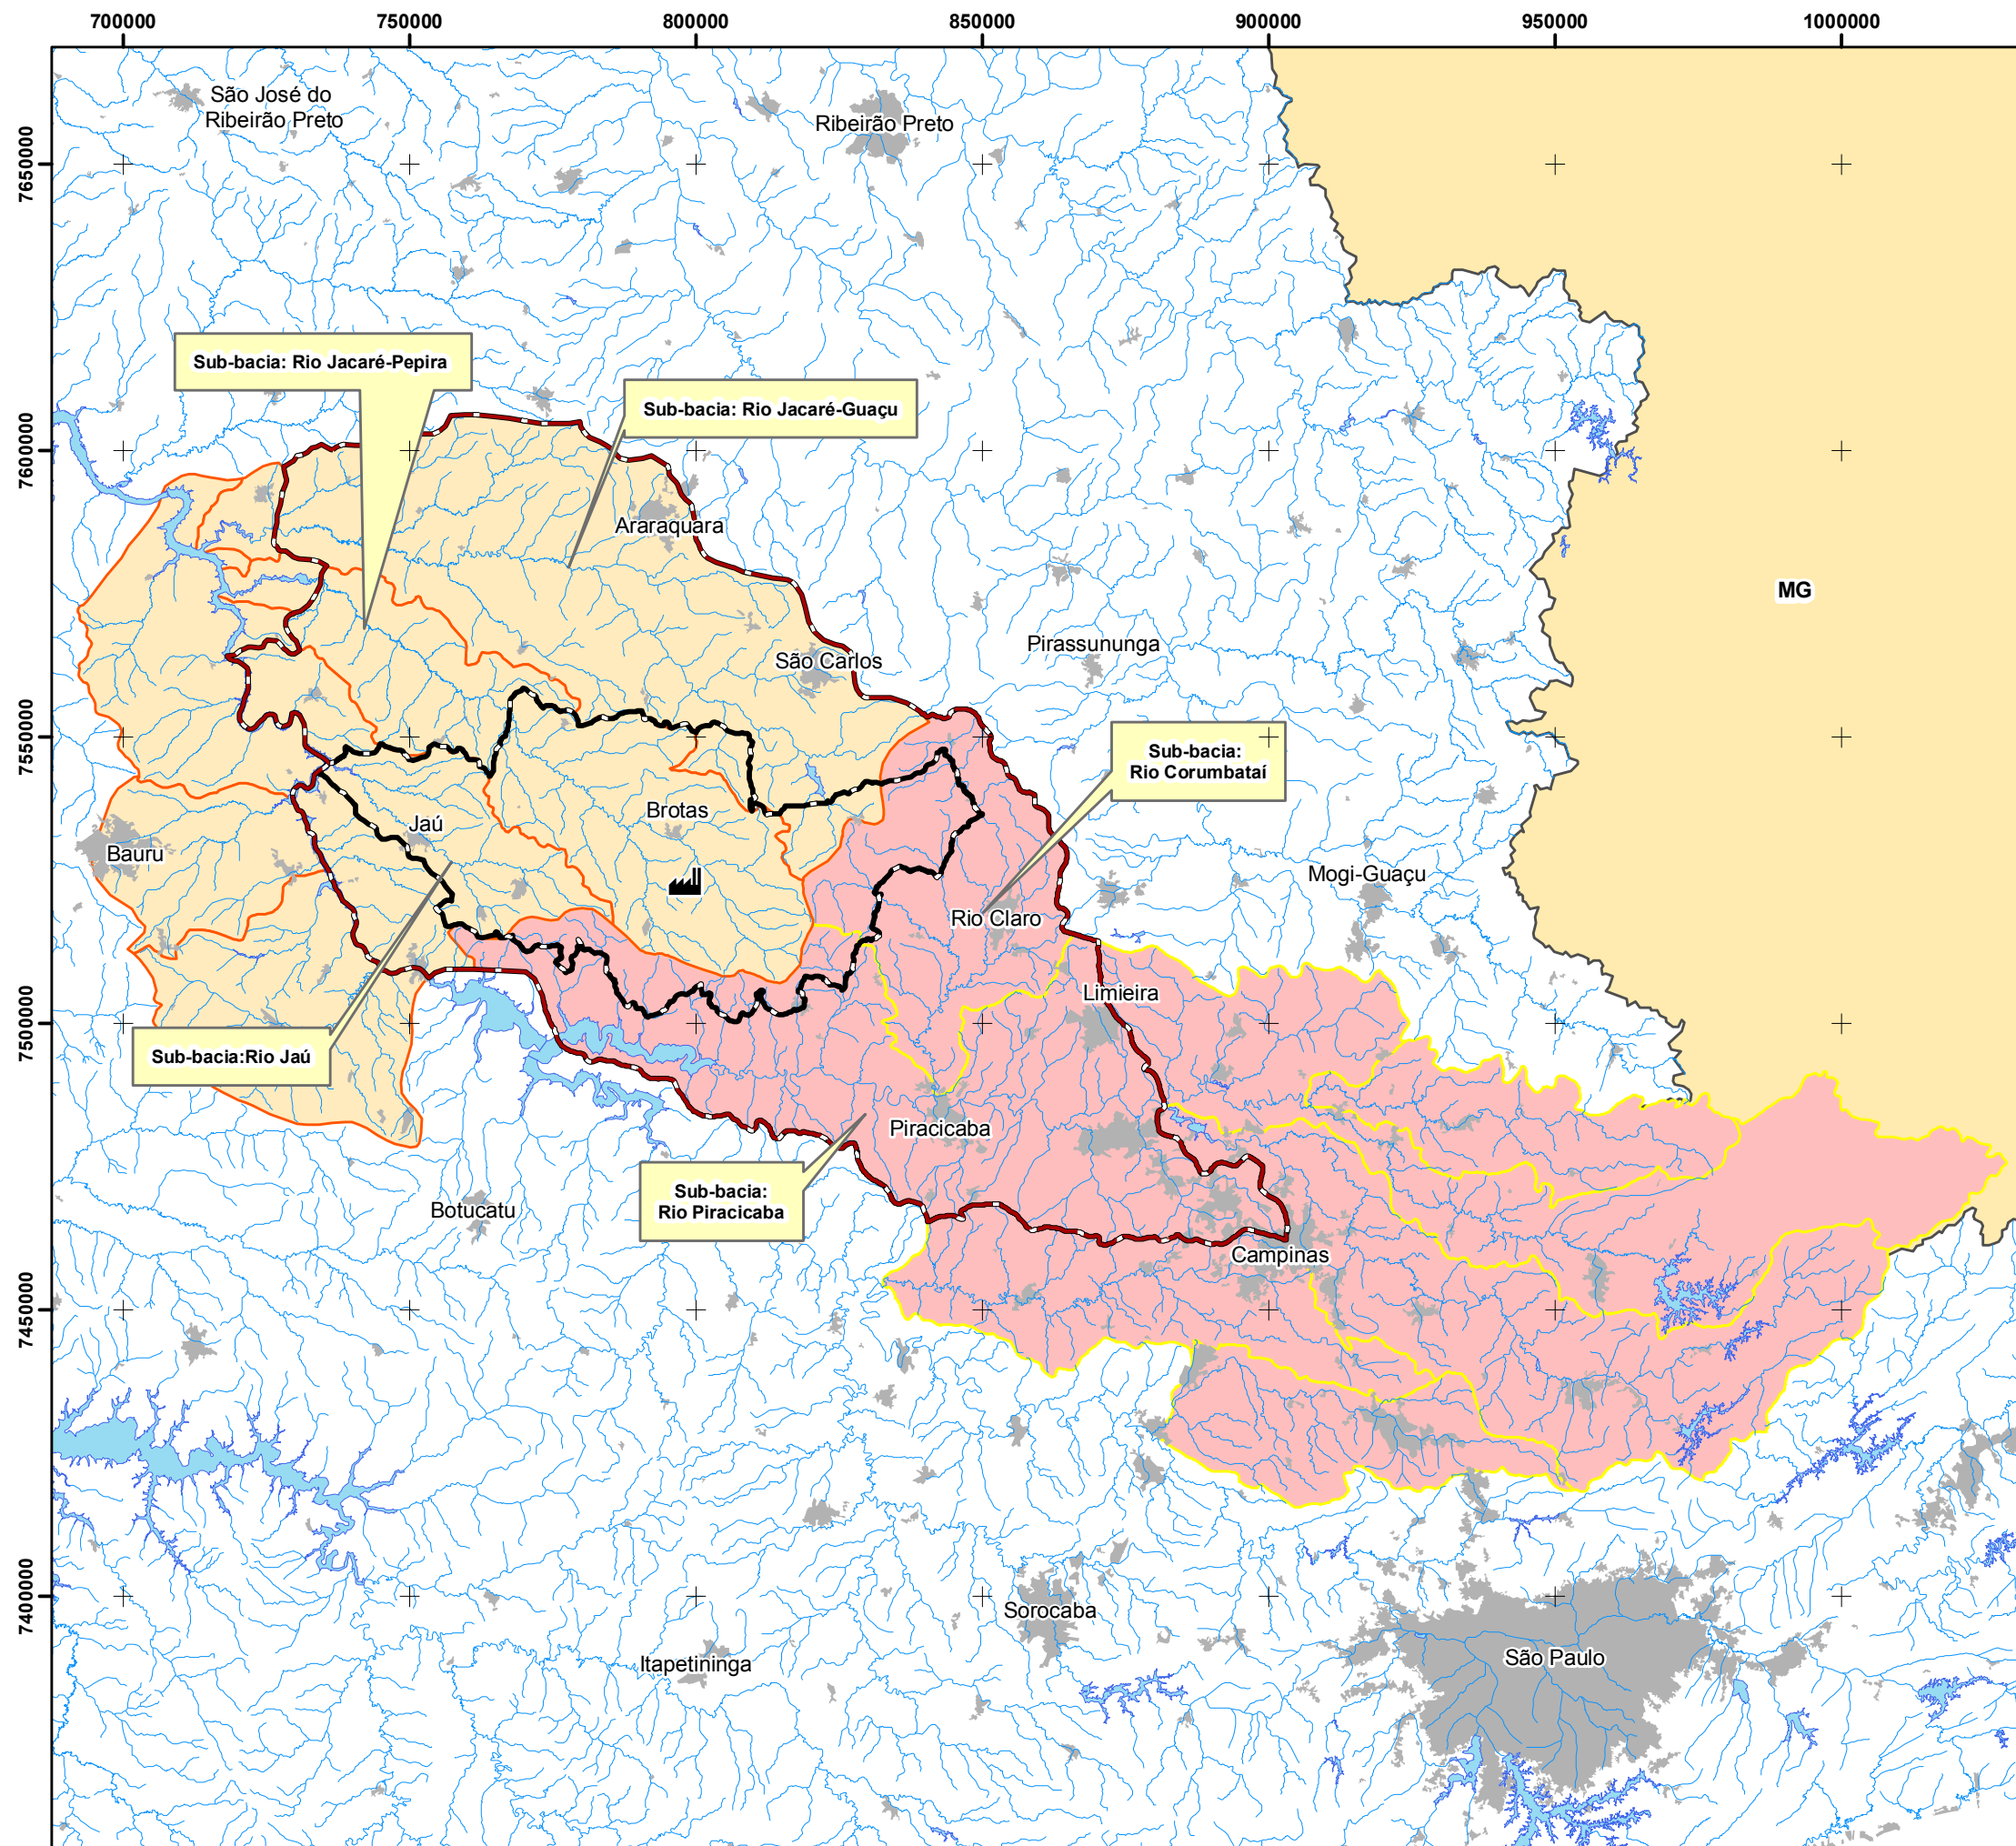 700000
750000
800000
850000
900000
950000
1000000
7650000
7600000
7550000
7500000
7450000
7400000
São José do
Ribeirão Preto
Ribeirão Preto
Sub-bacia: Rio Jacaré-Pepira
Sub-bacia: Rio Jacaré-Guaçu
Araraquara
MG
São Carlos
Pirassununga
Sub-bacia:
Rio Corumbataí
Brotas
Jaú
Bauru
Mogi-Guaçu
Rio Claro
Limieira
Sub-bacia:Rio Jaú
Piracicaba
Sub-bacia:
Rio Piracicaba
Botucatu
Campinas
Sorocaba
Itapetininga
São Paulo